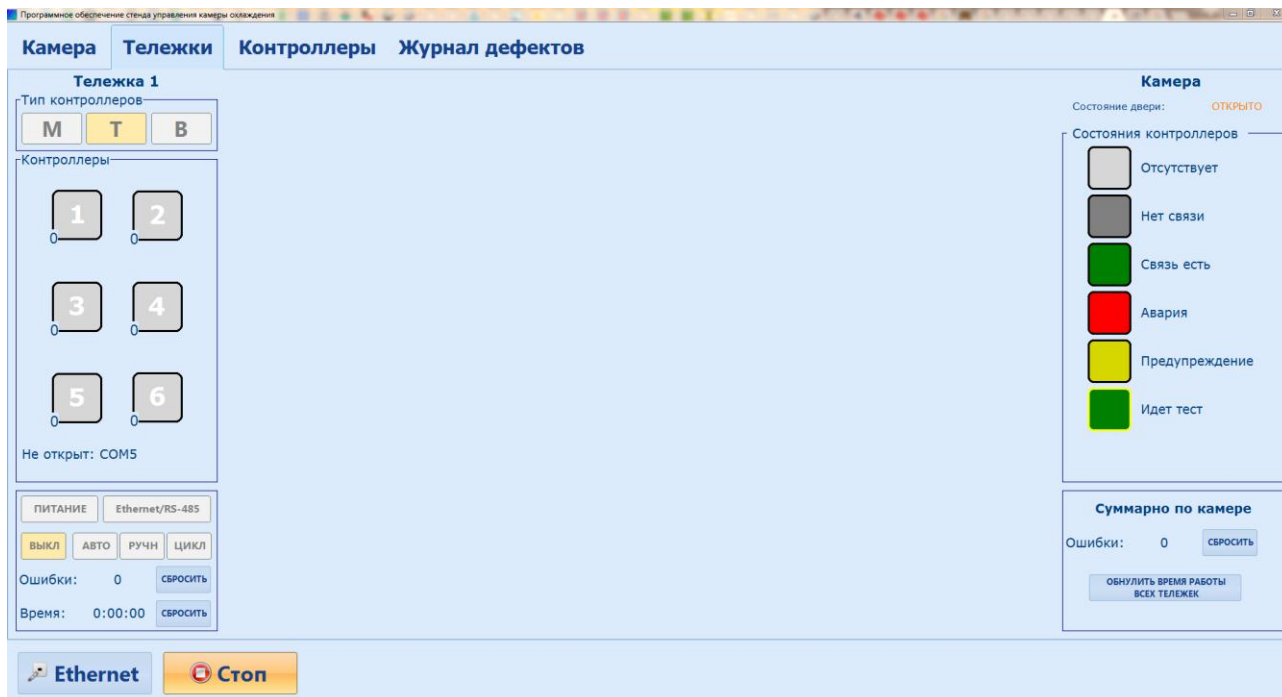 Программное обеспечение стенда управления камеры охлаждения
Камера Тележки Контроллеры Журнал дефектов
Тележка 1
Тип контроллеров
М Т В
Контроллеры
1 2
0 0
3 4
0 0
5 6
0 0
Не открыт: COM5
ПИТАНИЕ Ethernet/RS-485
ВЫКЛ АВТО РУЧН ЦИКЛ
Ошибки: 0 СБРОСИТЬ
Время: 0:00:00 СБРОСИТЬ
Камера
Состояние двери: ОТКРЫТО
Состояния контроллеров
Отсутствует
Нет связи
Связь есть
Авария
Предупреждение
Идет тест
Суммарно по камере
Ошибки: 0 СБРОСИТЬ
ОБНУЛИТЬ ВРЕМЯ РАБОТЫ
ВСЕХ ТЕЛЕЖЕК
Ethernet Стоп